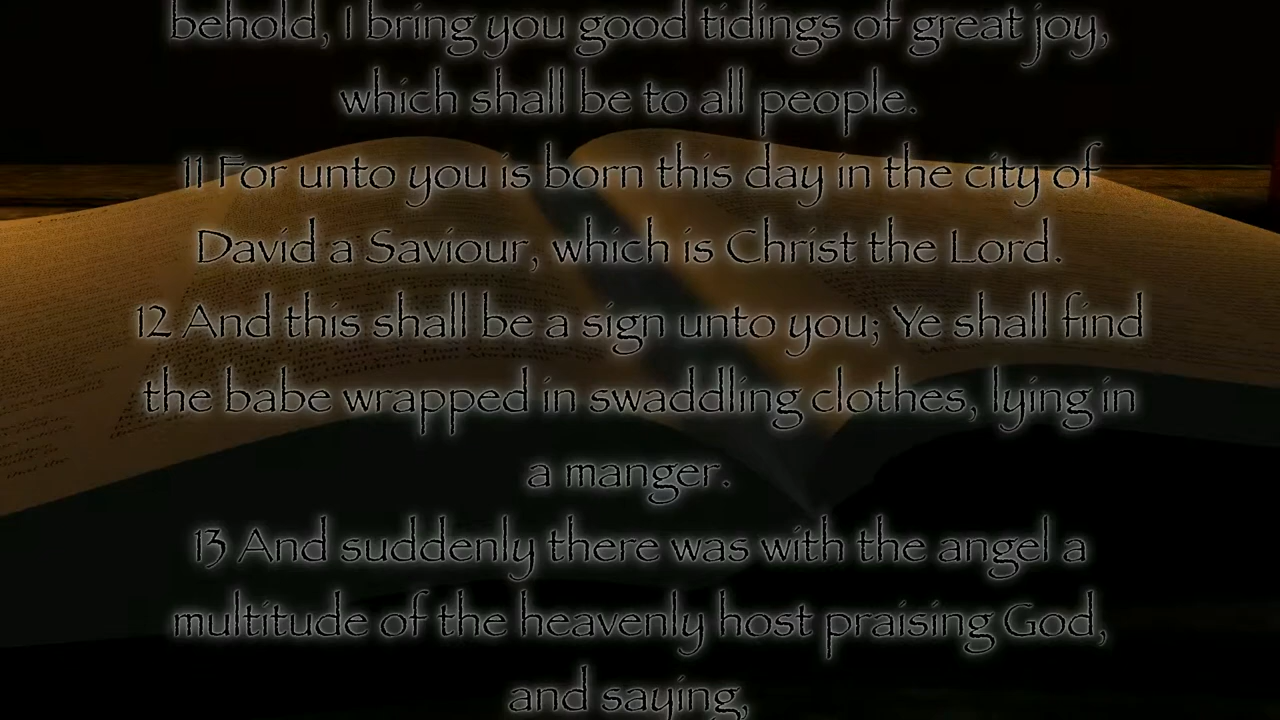 behold, I bring you good tidings of great joy,
which shall be to all people.
11 For unto you is born this day in the city of
David a Saviour, which is Christ the Lord.
12 And this shall be a sign unto you; Ye shall find
the babe wrapped in swaddling clothes, lying in
a manger.
13 And suddenly there was with the angel a
multitude of the heavenly host praising God,
and saying,